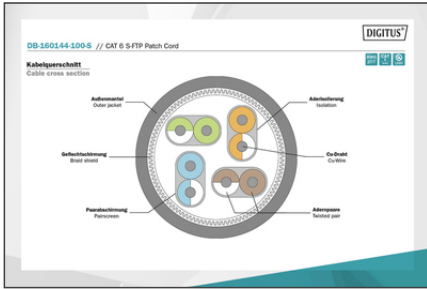 DIGITUS
DB-160144-100-S // CAT 6 S-FTP Patch Cord
Kabelquerschnitt
Cable cross section
Außenmantel
Outer jacket
Aderisolierung
Isolation
Geflechtschirmung
Braid shield
Cu-Draht
Cu-Wire
Paarabschirmung
Pairscreen
Adernpaare
Twisted pair